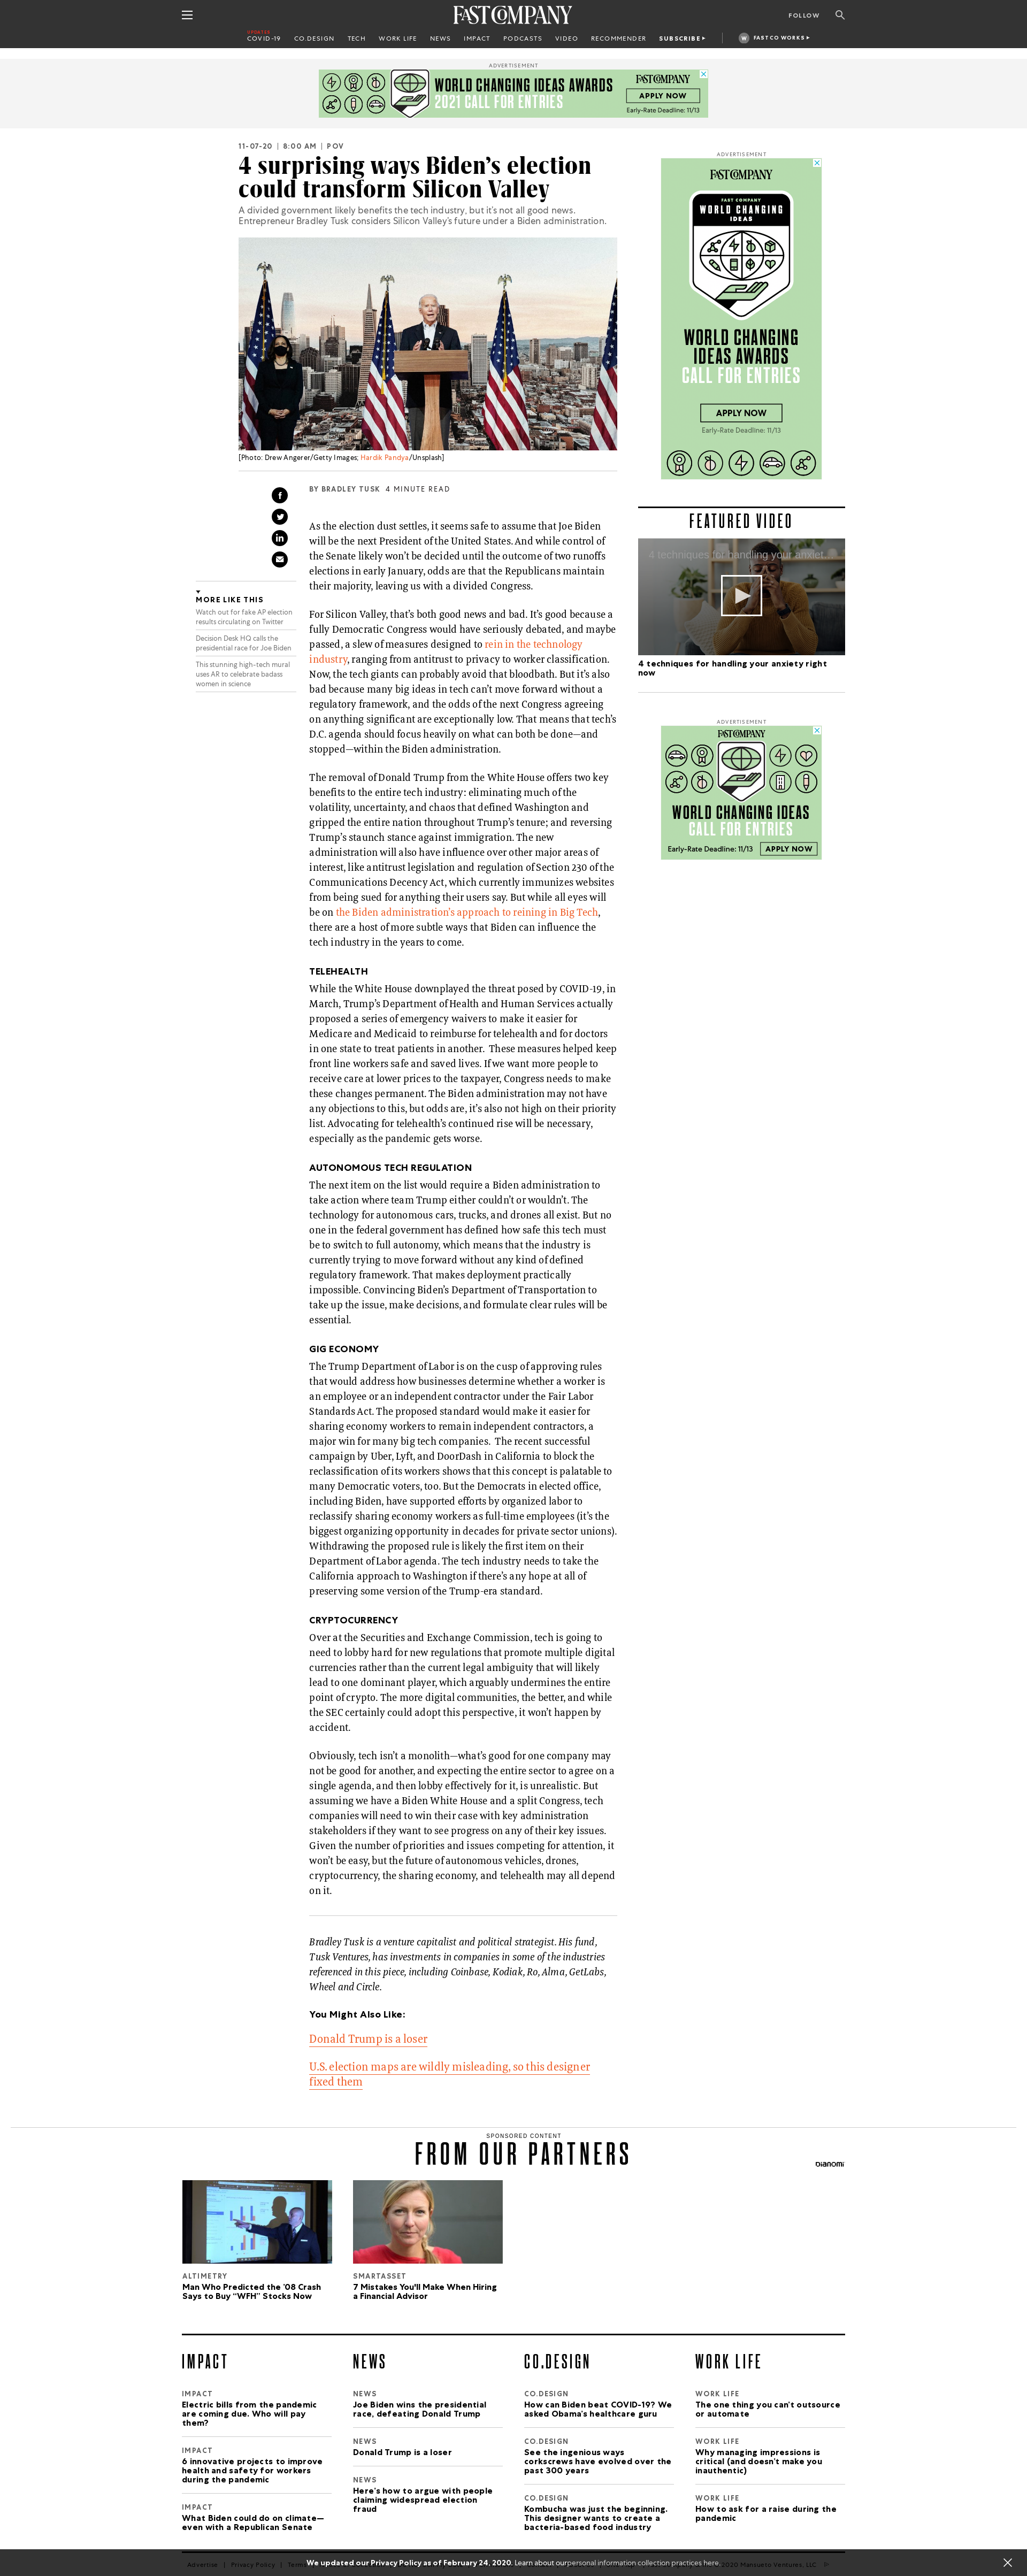 FAST COMPANY
FOLLOW
UPDATED
COVID-19
CO.DESIGN
TECH
WORK LIFE
NEWS
IMPACT
PODCASTS
VIDEO
RECOMMENDER
SUBSCRIBE
FASTCO WORKS
ADVERTISEMENT
WORLD CHANGING IDEAS AWARDS
2021 CALL FOR ENTRIES
FAST COMPANY
APPLY NOW
Early-Rate Deadline: 11/13
11-07-20 | 8:00 AM | POV
4 surprising ways Biden’s election
could transform Silicon Valley
A divided government likely benefits the tech industry, but it’s not all good news.
Entrepreneur Bradley Tusk considers Silicon Valley’s future under a Biden administration.
[Photo: Drew Angerer/Getty Images; Hardik Pandya/Unsplash]
BY BRADLEY TUSK 4 MINUTE READ
MORE LIKE THIS
Watch out for fake AP election
results circulating on Twitter
Decision Desk HQ calls the
presidential race for Joe Biden
This stunning high-tech mural
uses AR to celebrate badass
women in science
As the election dust settles, it seems safe to assume that Joe Biden
will be the next President of the United States. And while control of
the Senate likely won’t be decided until the outcome of two runoffs
elections in early January, odds are that the Republicans maintain
their majority, leaving us with a divided Congress.
For Silicon Valley, that’s both good news and bad. It’s good because a
fully Democratic Congress would have seriously debated, and maybe
passed, a slew of measures designed to rein in the technology
industry, ranging from antitrust to privacy to worker classification.
Now, the tech giants can probably avoid that bloodbath. But it’s also
bad because many big ideas in tech can’t move forward without a
regulatory framework, and the odds of the next Congress agreeing
on anything significant are exceptionally low. That means that tech’s
D.C. agenda should focus heavily on what can both be done—and
stopped—within the Biden administration.
The removal of Donald Trump from the White House offers two key
benefits to the entire tech industry: eliminating much of the
volatility, uncertainty, and chaos that defined Washington and
gripped the entire nation throughout Trump’s tenure; and reversing
Trump’s staunch stance against immigration. The new
administration will also have influence over other major areas of
interest, like antitrust legislation and regulation of Section 230 of the
Communications Decency Act, which currently immunizes websites
from being sued for anything their users say. But while all eyes will
be on the Biden administration’s approach to reining in Big Tech,
there are a host of more subtle ways that Biden can influence the
tech industry in the years to come.
TELEHEALTH
While the White House downplayed the threat posed by COVID-19, in
March, Trump’s Department of Health and Human Services actually
proposed a series of emergency waivers to make it easier for
Medicare and Medicaid to reimburse for telehealth and for doctors
in one state to treat patients in another. These measures helped keep
front line workers safe and saved lives. If we want more people to
receive care at lower prices to the taxpayer, Congress needs to make
these changes permanent. The Biden administration may not have
any objections to this, but odds are, it’s also not high on their priority
list. Advocating for telehealth’s continued rise will be necessary,
especially as the pandemic gets worse.
AUTONOMOUS TECH REGULATION
The next item on the list would require a Biden administration to
take action where team Trump either couldn’t or wouldn’t. The
technology for autonomous cars, trucks, and drones all exist. But no
one in the federal government has defined how safe this tech must
be to switch to full autonomy, which means that the industry is
currently trying to move forward without any kind of defined
regulatory framework. That makes deployment practically
impossible. Convincing Biden’s Department of Transportation to
take up the issue, make decisions, and formulate clear rules will be
essential.
GIG ECONOMY
The Trump Department of Labor is on the cusp of approving rules
that would address how businesses determine whether a worker is
an employee or an independent contractor under the Fair Labor
Standards Act. The proposed standard would make it easier for
sharing economy workers to remain independent contractors, a
major win for many big tech companies. The recent successful
campaign by Uber, Lyft, and DoorDash in California to block the
reclassification of its workers shows that this concept is palatable to
many Democratic voters, too. But the Democrats in elected office,
including Biden, have supported efforts by organized labor to
reclassify sharing economy workers as full-time employees (it’s the
biggest organizing opportunity in decades for private sector unions).
Withdrawing the proposed rule is likely the first item on their
Department of Labor agenda. The tech industry needs to take the
California approach to Washington if there’s any hope at all of
preserving some version of the Trump-era standard.
CRYPTOCURRENCY
Over at the Securities and Exchange Commission, tech is going to
need to lobby hard for new regulations that promote multiple digital
currencies rather than the current legal ambiguity that will likely
lead to one dominant player, which arguably undermines the entire
point of crypto. The more digital communities, the better, and while
the SEC certainly could adopt this perspective, it won’t happen by
accident.
Obviously, tech isn’t a monolith—what’s good for one company may
not be good for another, and expecting the entire sector to agree on a
single agenda, and then lobby effectively for it, is unrealistic. But
assuming we have a Biden White House and a split Congress, tech
companies will need to win their case with key administration
stakeholders if they want to see progress on any of their key issues.
Given the number of priorities and issues competing for attention, it
won’t be easy, but the future of autonomous vehicles, drones,
cryptocurrency, the sharing economy, and telehealth may all depend
on it.
Bradley Tusk is a venture capitalist and political strategist. His fund,
Tusk Ventures, has investments in companies in some of the industries
referenced in this piece, including Coinbase, Kodiak, Ro, Alma, GetLabs,
Wheel and Circle.
You Might Also Like:
Donald Trump is a loser
U.S. election maps are wildly misleading, so this designer
fixed them
ADVERTISEMENT
FAST COMPANY
FAST COMPANY
WORLD CHANGING
IDEAS
WORLD CHANGING
IDEAS AWARDS
CALL FOR ENTRIES
APPLY NOW
Early-Rate Deadline: 11/13
FEATURED VIDEO
4 techniques for handling your anxiet
4 techniques for handling your anxiety right
now
ADVERTISEMENT
FAST COMPANY
WORLD CHANGING IDEAS
CALL FOR ENTRIES
Early-Rate Deadline: 11/13
APPLY NOW
SPONSORED CONTENT
FROM OUR PARTNERS
bianomi
ALTIMETRY
Man Who Predicted the ’08 Crash
Says to Buy “WFH” Stocks Now
SMARTASSET
7 Mistakes You’ll Make When Hiring
a Financial Advisor
IMPACT
IMPACT
Electric bills from the pandemic
are coming due. Who will pay
them?
IMPACT
6 innovative projects to improve
health and safety for workers
during the pandemic
IMPACT
What Biden could do on climate—
even with a Republican Senate
NEWS
NEWS
Joe Biden wins the presidential
race, defeating Donald Trump
NEWS
Donald Trump is a loser
NEWS
Here’s how to argue with people
claiming widespread election
fraud
CO.DESIGN
CO.DESIGN
How can Biden beat COVID-19? We
asked Obama’s healthcare guru
CO.DESIGN
See the ingenious ways
corkscrews have evolved over the
past 300 years
CO.DESIGN
Kombucha was just the beginning.
This designer wants to create a
bacteria-based food industry
WORK LIFE
WORK LIFE
The one thing you can’t outsource
or automate
WORK LIFE
Why managing impressions is
critical (and doesn’t make you
inauthentic)
WORK LIFE
How to ask for a raise during the
pandemic
Advertise | Privacy Policy | Terms
We updated our Privacy Policy as of February 24, 2020. Learn about our personal information collection practices here.
2020 Mansueto Ventures, LLC